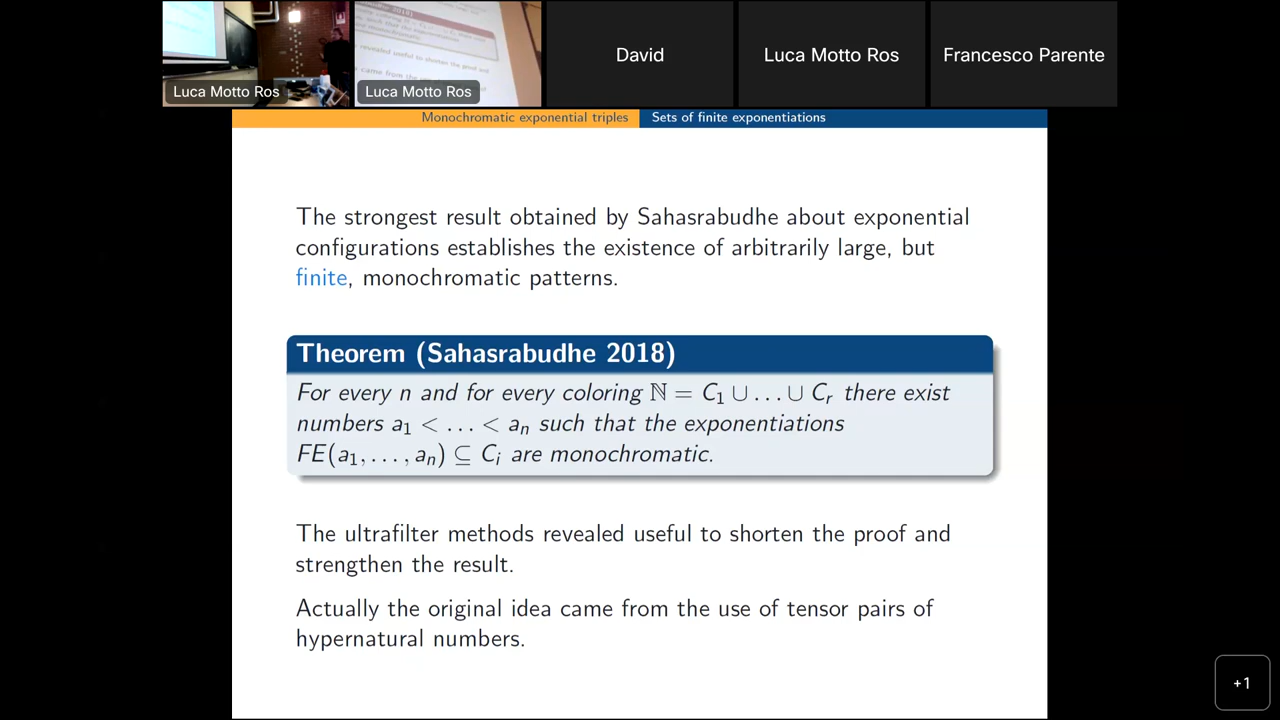 Luca Motto Ros
Luca Motto Ros
David
Luca Motto Ros
Francesco Parente
Monochromatic exponential triples
Sets of finite exponentiations
The strongest result obtained by Sahasrabudhe about exponential
configurations establishes the existence of arbitrarily large, but
finite, monochromatic patterns.
Theorem (Sahasrabudhe 2018)
For every n and for every coloring ℕ = C₁ ∪ … ∪ Cᵣ there exist
numbers a₁ < … < aₙ such that the exponentiations
FE(a₁, …, aₙ) ⊆ Cᵢ are monochromatic.
The ultrafilter methods revealed useful to shorten the proof and
strengthen the result.
Actually the original idea came from the use of tensor pairs of
hypernatural numbers.
+1